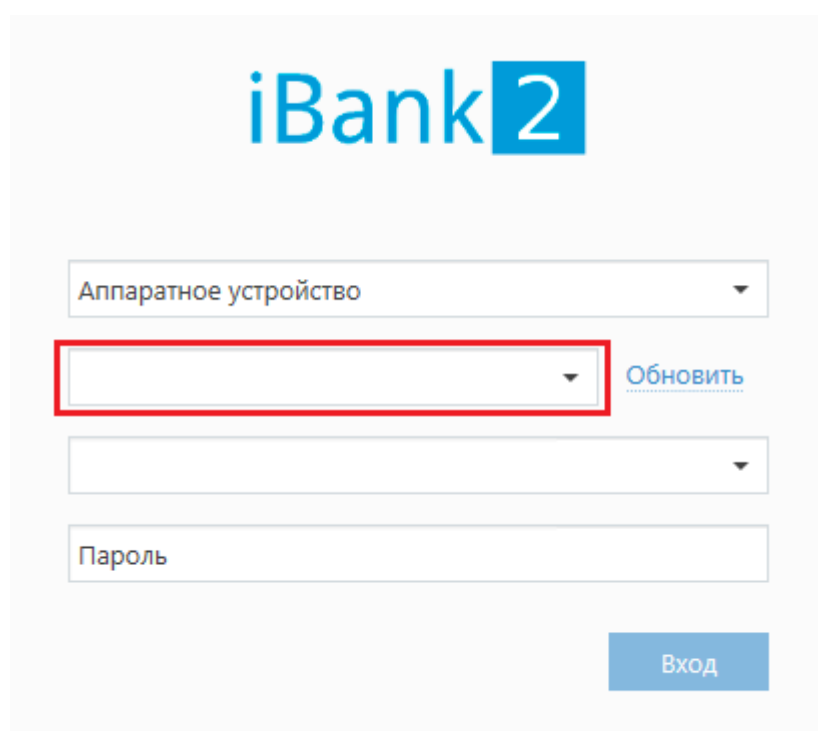 iBank 2
Аппаратное устройство
Обновить
Пароль
Вход